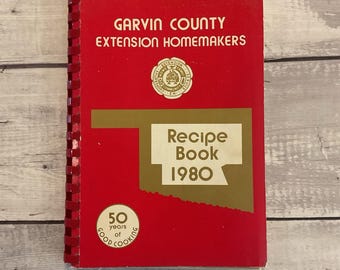 GARVIN COUNTY
EXTENSION HOMEMAKERS
Recipe
Book
1980
50
years
of
GOOD COOKING